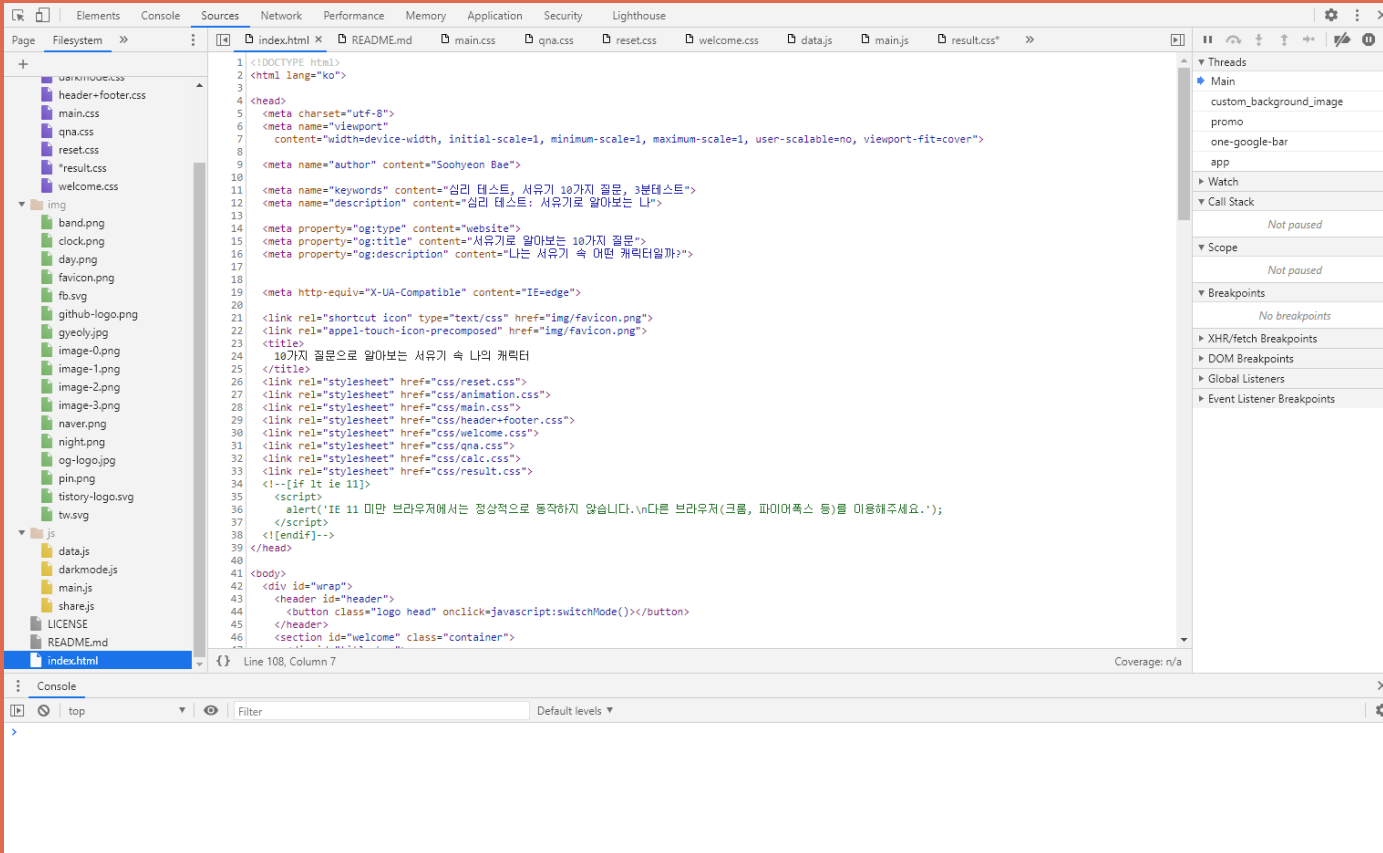 Elements Console Sources Network Performance Memory Application Security Lighthouse
Page Filesystem »
index.html × README.md main.css qna.css reset.css welcome.css data.js main.js result.css* »
+
darkmode.css
header+footer.css
main.css
qna.css
reset.css
*result.css
welcome.css
img
band.png
clock.png
day.png
favicon.png
fb.svg
github-logo.png
gyeoly.jpg
image-0.png
image-1.png
image-2.png
image-3.png
naver.png
night.png
og-logo.jpg
pin.png
tistory-logo.svg
tw.svg
js
data.js
darkmode.js
main.js
share.js
LICENSE
README.md
index.html
1 <!DOCTYPE html>
2 <html lang="ko">
3
4 <head>
5 <meta charset="utf-8">
6 <meta name="viewport"
7 content="width=device-width, initial-scale=1, minimum-scale=1, maximum-scale=1, user-scalable=no, viewport-fit=cover">
8
9 <meta name="author" content="Soohyeon Bae">
10
11 <meta name="keywords" content="심리 테스트, 서유기 10가지 질문, 3분테스트">
12 <meta name="description" content="심리 테스트: 서유기로 알아보는 나">
13
14 <meta property="og:type" content="website">
15 <meta property="og:title" content="서유기로 알아보는 10가지 질문">
16 <meta property="og:description" content="나는 서유기 속 어떤 캐릭터일까?">
17
18
19 <meta http-equiv="X-UA-Compatible" content="IE=edge">
20
21 <link rel="shortcut icon" type="text/css" href="img/favicon.png">
22 <link rel="appel-touch-icon-precomposed" href="img/favicon.png">
23 <title>
24 10가지 질문으로 알아보는 서유기 속 나의 캐릭터
25 </title>
26 <link rel="stylesheet" href="css/reset.css">
27 <link rel="stylesheet" href="css/animation.css">
28 <link rel="stylesheet" href="css/main.css">
29 <link rel="stylesheet" href="css/header+footer.css">
30 <link rel="stylesheet" href="css/welcome.css">
31 <link rel="stylesheet" href="css/qna.css">
32 <link rel="stylesheet" href="css/calc.css">
33 <link rel="stylesheet" href="css/result.css">
34 <!--[if lt ie 11]>
35 <script>
36 alert('IE 11 미만 브라우저에서는 정상적으로 동작하지 않습니다.\n다른 브라우저(크롬, 파이어폭스 등)를 이용해주세요.');
37 </script>
38 <![endif]-->
39 </head>
40
41 <body>
42 <div id="wrap">
43 <header id="header">
44 <button class="logo head" onclick=javascript:switchMode()></button>
45 </header>
46 <section id="welcome" class="container">
{} Line 108, Column 7
Coverage: n/a
Threads
Main
custom_background_image
promo
one-google-bar
app
Watch
Call Stack
Not paused
Scope
Not paused
Breakpoints
No breakpoints
XHR/fetch Breakpoints
DOM Breakpoints
Global Listeners
Event Listener Breakpoints
Console
top
Filter
Default levels